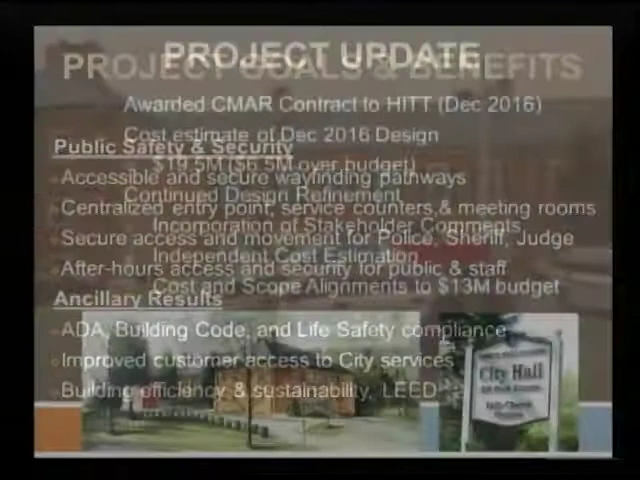 PROJECT UPDATE
PROJECT GOALS & BENEFITS
Awarded CMAR Contract to HITT (Dec 2016)
Cost estimate of Dec 2016 Design
Public Safety & Security
$19.5M ($6.5M over budget)
Accessible and secure wayfinding pathways
Continued Design Refinement
Centralized entry point, service counters,& meeting rooms
Incorporation of Stakeholder Comments
Secure access and movement for Police, Sheriff, Judge
Independent Cost Estimation
After-hours access and security for public & staff
Cost and Scope Alignments to $13M budget
Ancillary Results
ADA, Building Code, and Life Safety compliance
Improved customer access to City services
Building efficiency & sustainability, LEED
City Hall